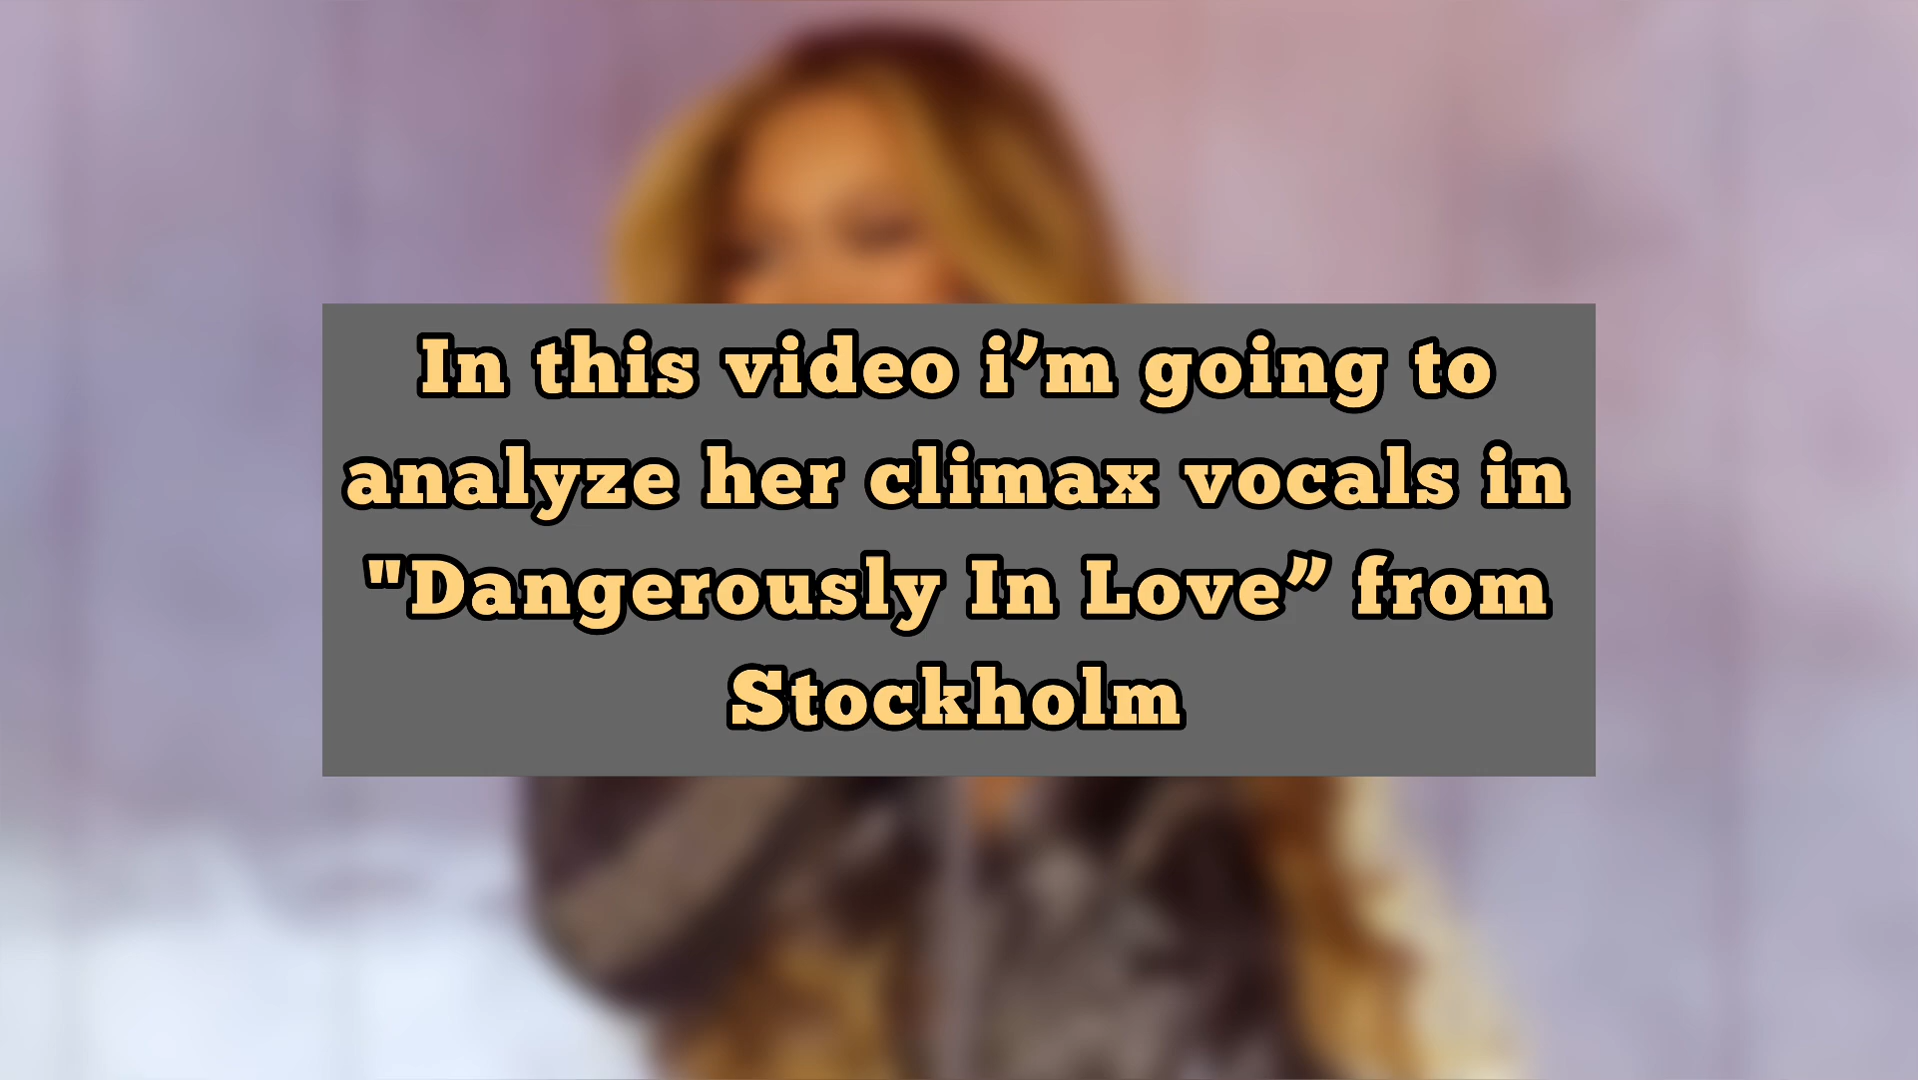 In this video i’m going to
analyze her climax vocals in
"Dangerously In Love” from
Stockholm